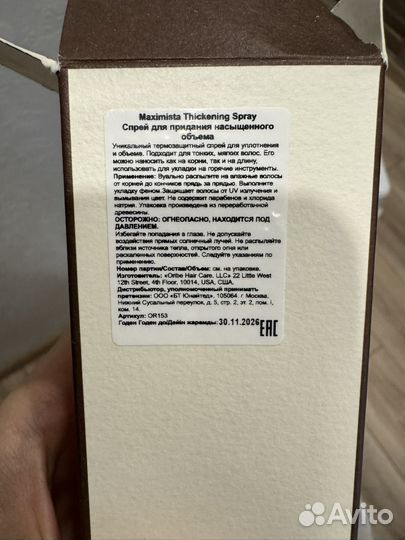 Maximista Thickening Spray
Спрей для придания насыщенного
объема
Уникальный термозащитный спрей для уплотнения
и объема. Подходит для тонких, мягких волос. Его
можно наносить как на корни, так и на длину,
использовать для укладки на горячие инструменты.
Применение: Вуально распылите на влажные волосы
от корней до кончиков прядь за прядью. Выполните
укладку феном.Защищает волосы от UV излучения и
вымывания цвет. Не содержит парабенов и хлорида
натрия. Упаковка произведена из переработанной
древесины.
ОСТОРОЖНО: ОГНЕОПАСНО, НАХОДИТСЯ ПОД
ДАВЛЕНИЕМ.
Избегайте попадания в глаза. Не допускайте
воздействия прямых солнечный лучей. Не распыляйте
вблизи источника тепла, открытого огня или
раскаленных поверхностей. Следуйте указаниям по
применению.
Номер партии/Состав/Объем: см. на упаковке.
Изготовитель: «Oribe Hair Care, LLC» 22 Little West
12th Street, 4th Floor, 10014, USA, США.
Дистрибьютор, уполномоченный принимать
претензии: ООО «БТ Юнайтед», 105064, г. Москва,
Нижний Сусальный переулок, д. 5, стр. 2, эт. 2, пом. I,
ком. 14.
Артикул: OR153
Годен Годен до/Дейін жарамды: 30.11.2026 EAC
Avito